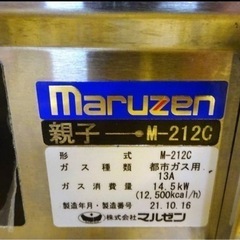 maruzen
親子 M-212C
形式 M-212C
ガス種類 都市ガス用
13A
ガス消費量 14.5kW
(12,500kcal/h)
製造年月・製造番号 21.10.16
株式会社マルゼン